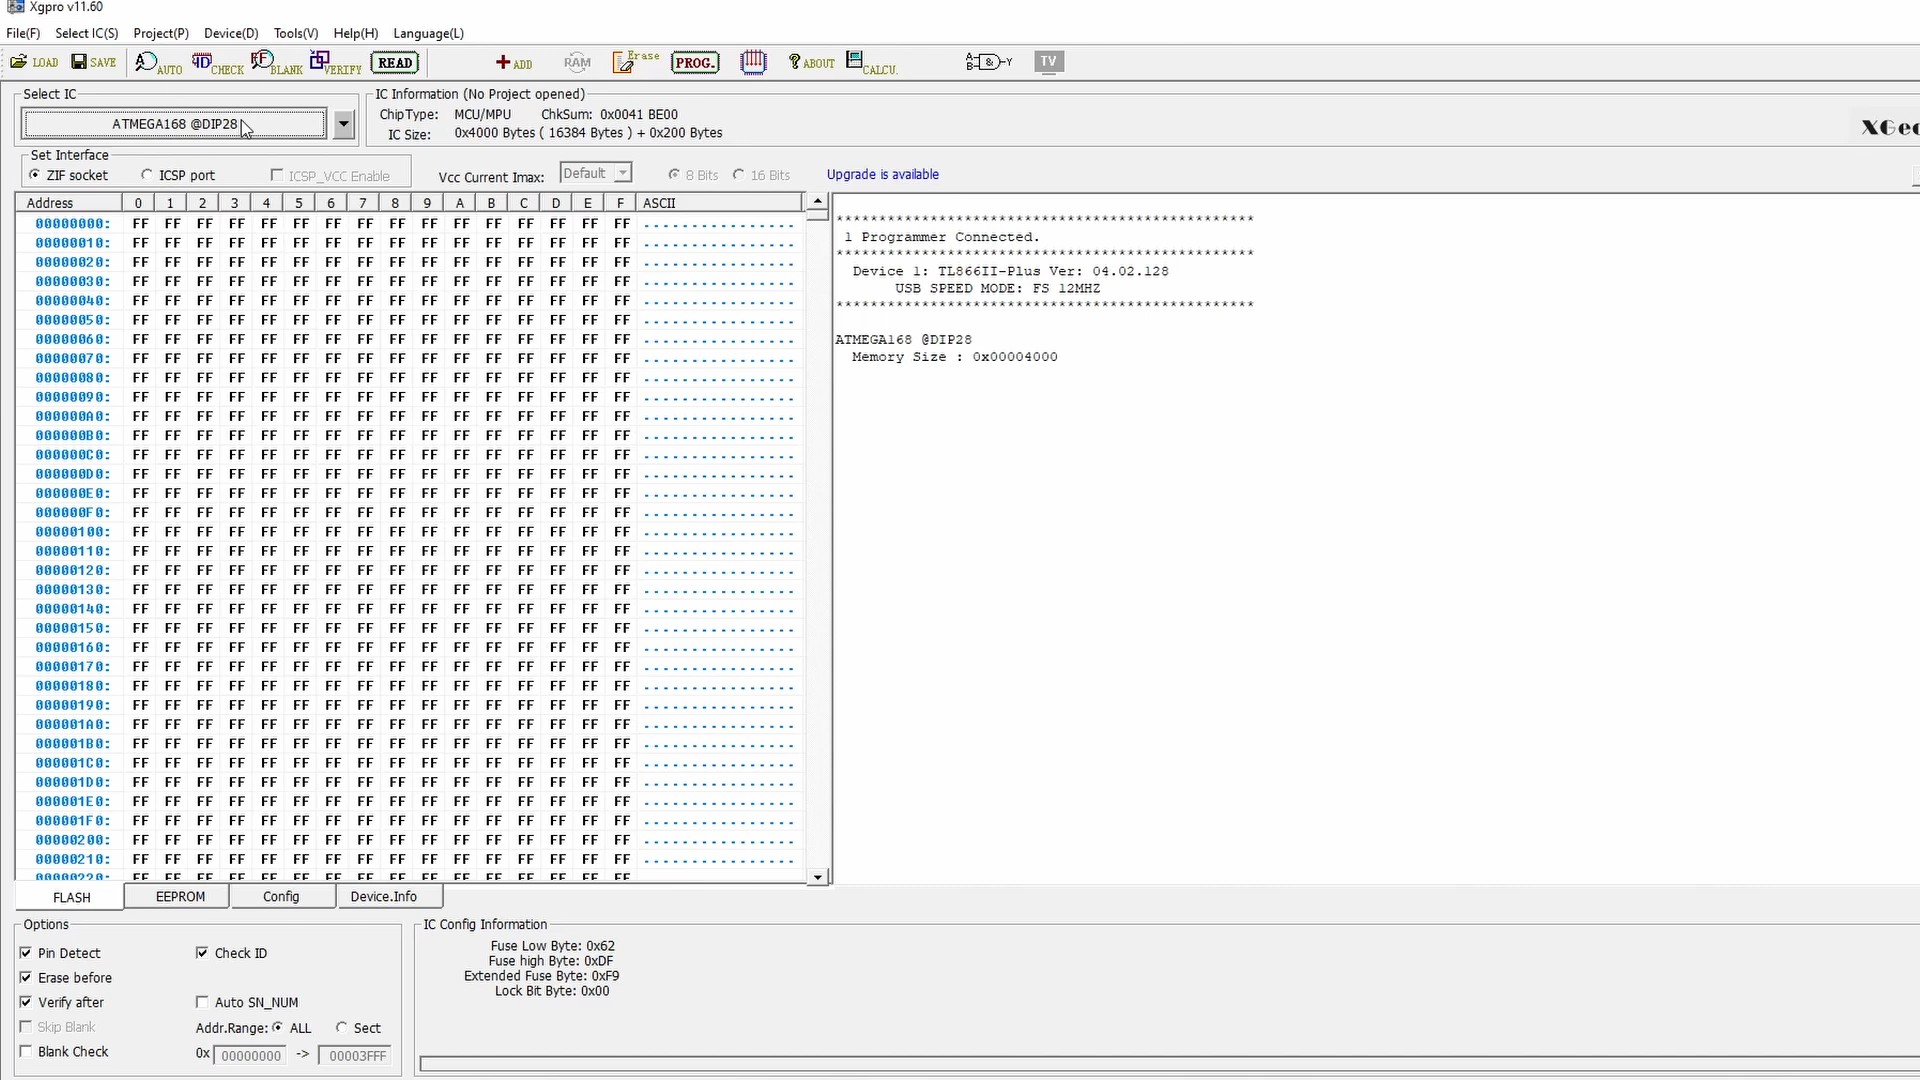 Xgpro v11.60
File(F) Select IC(S) Project(P) Device(D) Tools(V) Help(H) Language(L)
LOAD SAVE AUTO CHECK BLANK VERIFY READ ADD RAM Erase PROG. ABOUT CALCU. TV
Select IC
ATMEGA168 @DIP28
IC Information (No Project opened)
ChipType: MCU/MPU ChkSum: 0x0041 BE00
IC Size: 0x4000 Bytes ( 16384 Bytes ) + 0x200 Bytes
Set Interface
ZIF socket ICSP port ICSP_VCC Enable Vcc Current Imax: Default 8 Bits 16 Bits Upgrade is available
Address 0 1 2 3 4 5 6 7 8 9 A B C D E F ASCII
00000000: FF FF FF FF FF FF FF FF FF FF FF FF FF FF FF FF ................
00000010: FF FF FF FF FF FF FF FF FF FF FF FF FF FF FF FF ................
00000020: FF FF FF FF FF FF FF FF FF FF FF FF FF FF FF FF ................
00000030: FF FF FF FF FF FF FF FF FF FF FF FF FF FF FF FF ................
00000040: FF FF FF FF FF FF FF FF FF FF FF FF FF FF FF FF ................
00000050: FF FF FF FF FF FF FF FF FF FF FF FF FF FF FF FF ................
00000060: FF FF FF FF FF FF FF FF FF FF FF FF FF FF FF FF ................
00000070: FF FF FF FF FF FF FF FF FF FF FF FF FF FF FF FF ................
00000080: FF FF FF FF FF FF FF FF FF FF FF FF FF FF FF FF ................
00000090: FF FF FF FF FF FF FF FF FF FF FF FF FF FF FF FF ................
000000A0: FF FF FF FF FF FF FF FF FF FF FF FF FF FF FF FF ................
000000B0: FF FF FF FF FF FF FF FF FF FF FF FF FF FF FF FF ................
000000C0: FF FF FF FF FF FF FF FF FF FF FF FF FF FF FF FF ................
000000D0: FF FF FF FF FF FF FF FF FF FF FF FF FF FF FF FF ................
000000E0: FF FF FF FF FF FF FF FF FF FF FF FF FF FF FF FF ................
000000F0: FF FF FF FF FF FF FF FF FF FF FF FF FF FF FF FF ................
00000100: FF FF FF FF FF FF FF FF FF FF FF FF FF FF FF FF ................
00000110: FF FF FF FF FF FF FF FF FF FF FF FF FF FF FF FF ................
00000120: FF FF FF FF FF FF FF FF FF FF FF FF FF FF FF FF ................
00000130: FF FF FF FF FF FF FF FF FF FF FF FF FF FF FF FF ................
00000140: FF FF FF FF FF FF FF FF FF FF FF FF FF FF FF FF ................
00000150: FF FF FF FF FF FF FF FF FF FF FF FF FF FF FF FF ................
00000160: FF FF FF FF FF FF FF FF FF FF FF FF FF FF FF FF ................
00000170: FF FF FF FF FF FF FF FF FF FF FF FF FF FF FF FF ................
00000180: FF FF FF FF FF FF FF FF FF FF FF FF FF FF FF FF ................
00000190: FF FF FF FF FF FF FF FF FF FF FF FF FF FF FF FF ................
000001A0: FF FF FF FF FF FF FF FF FF FF FF FF FF FF FF FF ................
000001B0: FF FF FF FF FF FF FF FF FF FF FF FF FF FF FF FF ................
000001C0: FF FF FF FF FF FF FF FF FF FF FF FF FF FF FF FF ................
000001D0: FF FF FF FF FF FF FF FF FF FF FF FF FF FF FF FF ................
000001E0: FF FF FF FF FF FF FF FF FF FF FF FF FF FF FF FF ................
000001F0: FF FF FF FF FF FF FF FF FF FF FF FF FF FF FF FF ................
00000200: FF FF FF FF FF FF FF FF FF FF FF FF FF FF FF FF ................
00000210: FF FF FF FF FF FF FF FF FF FF FF FF FF FF FF FF ................
00000220: FF FF FF FF FF FF FF FF FF FF FF FF FF FF FF FF
*************************************************
1 Programmer Connected.
*************************************************
Device 1: TL866II-Plus Ver: 04.02.128
USB SPEED MODE: FS 12MHZ
*************************************************
ATMEGA168 @DIP28
Memory Size : 0x00004000
FLASH EEPROM Config Device.Info
Options
Pin Detect Check ID
Erase before
Verify after Auto SN_NUM
Skip Blank Addr.Range: ALL Sect
Blank Check 0x 00000000 -> 00003FFF
IC Config Information
Fuse Low Byte: 0x62
Fuse high Byte: 0xDF
Extended Fuse Byte: 0xF9
Lock Bit Byte: 0x00